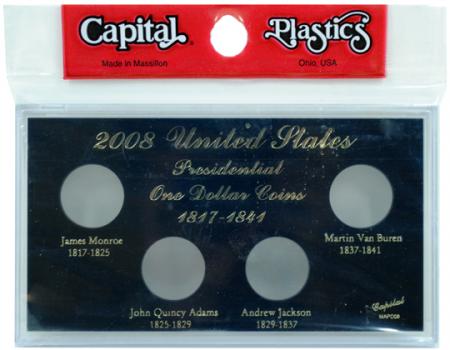 Capital Plastics
Made in Massillon Ohio, USA
2008 United States
Presidential
One Dollar Coins
1817-1841
James Monroe
1817-1825
Martin Van Buren
1837-1841
John Quincy Adams
1825-1829
Andrew Jackson
1829-1837
Capital